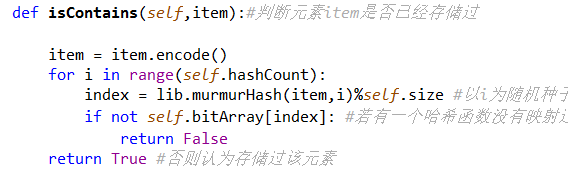 def isContains(self,item):#判断元素item是否已经存储过
item = item.encode()
for i in range(self.hashCount):
index = lib.murmurHash(item,i)%self.size #以i为随机种子
if not self.bitArray[index]: #若有一个哈希函数没有映射
return False
return True #否则认为存储过该元素